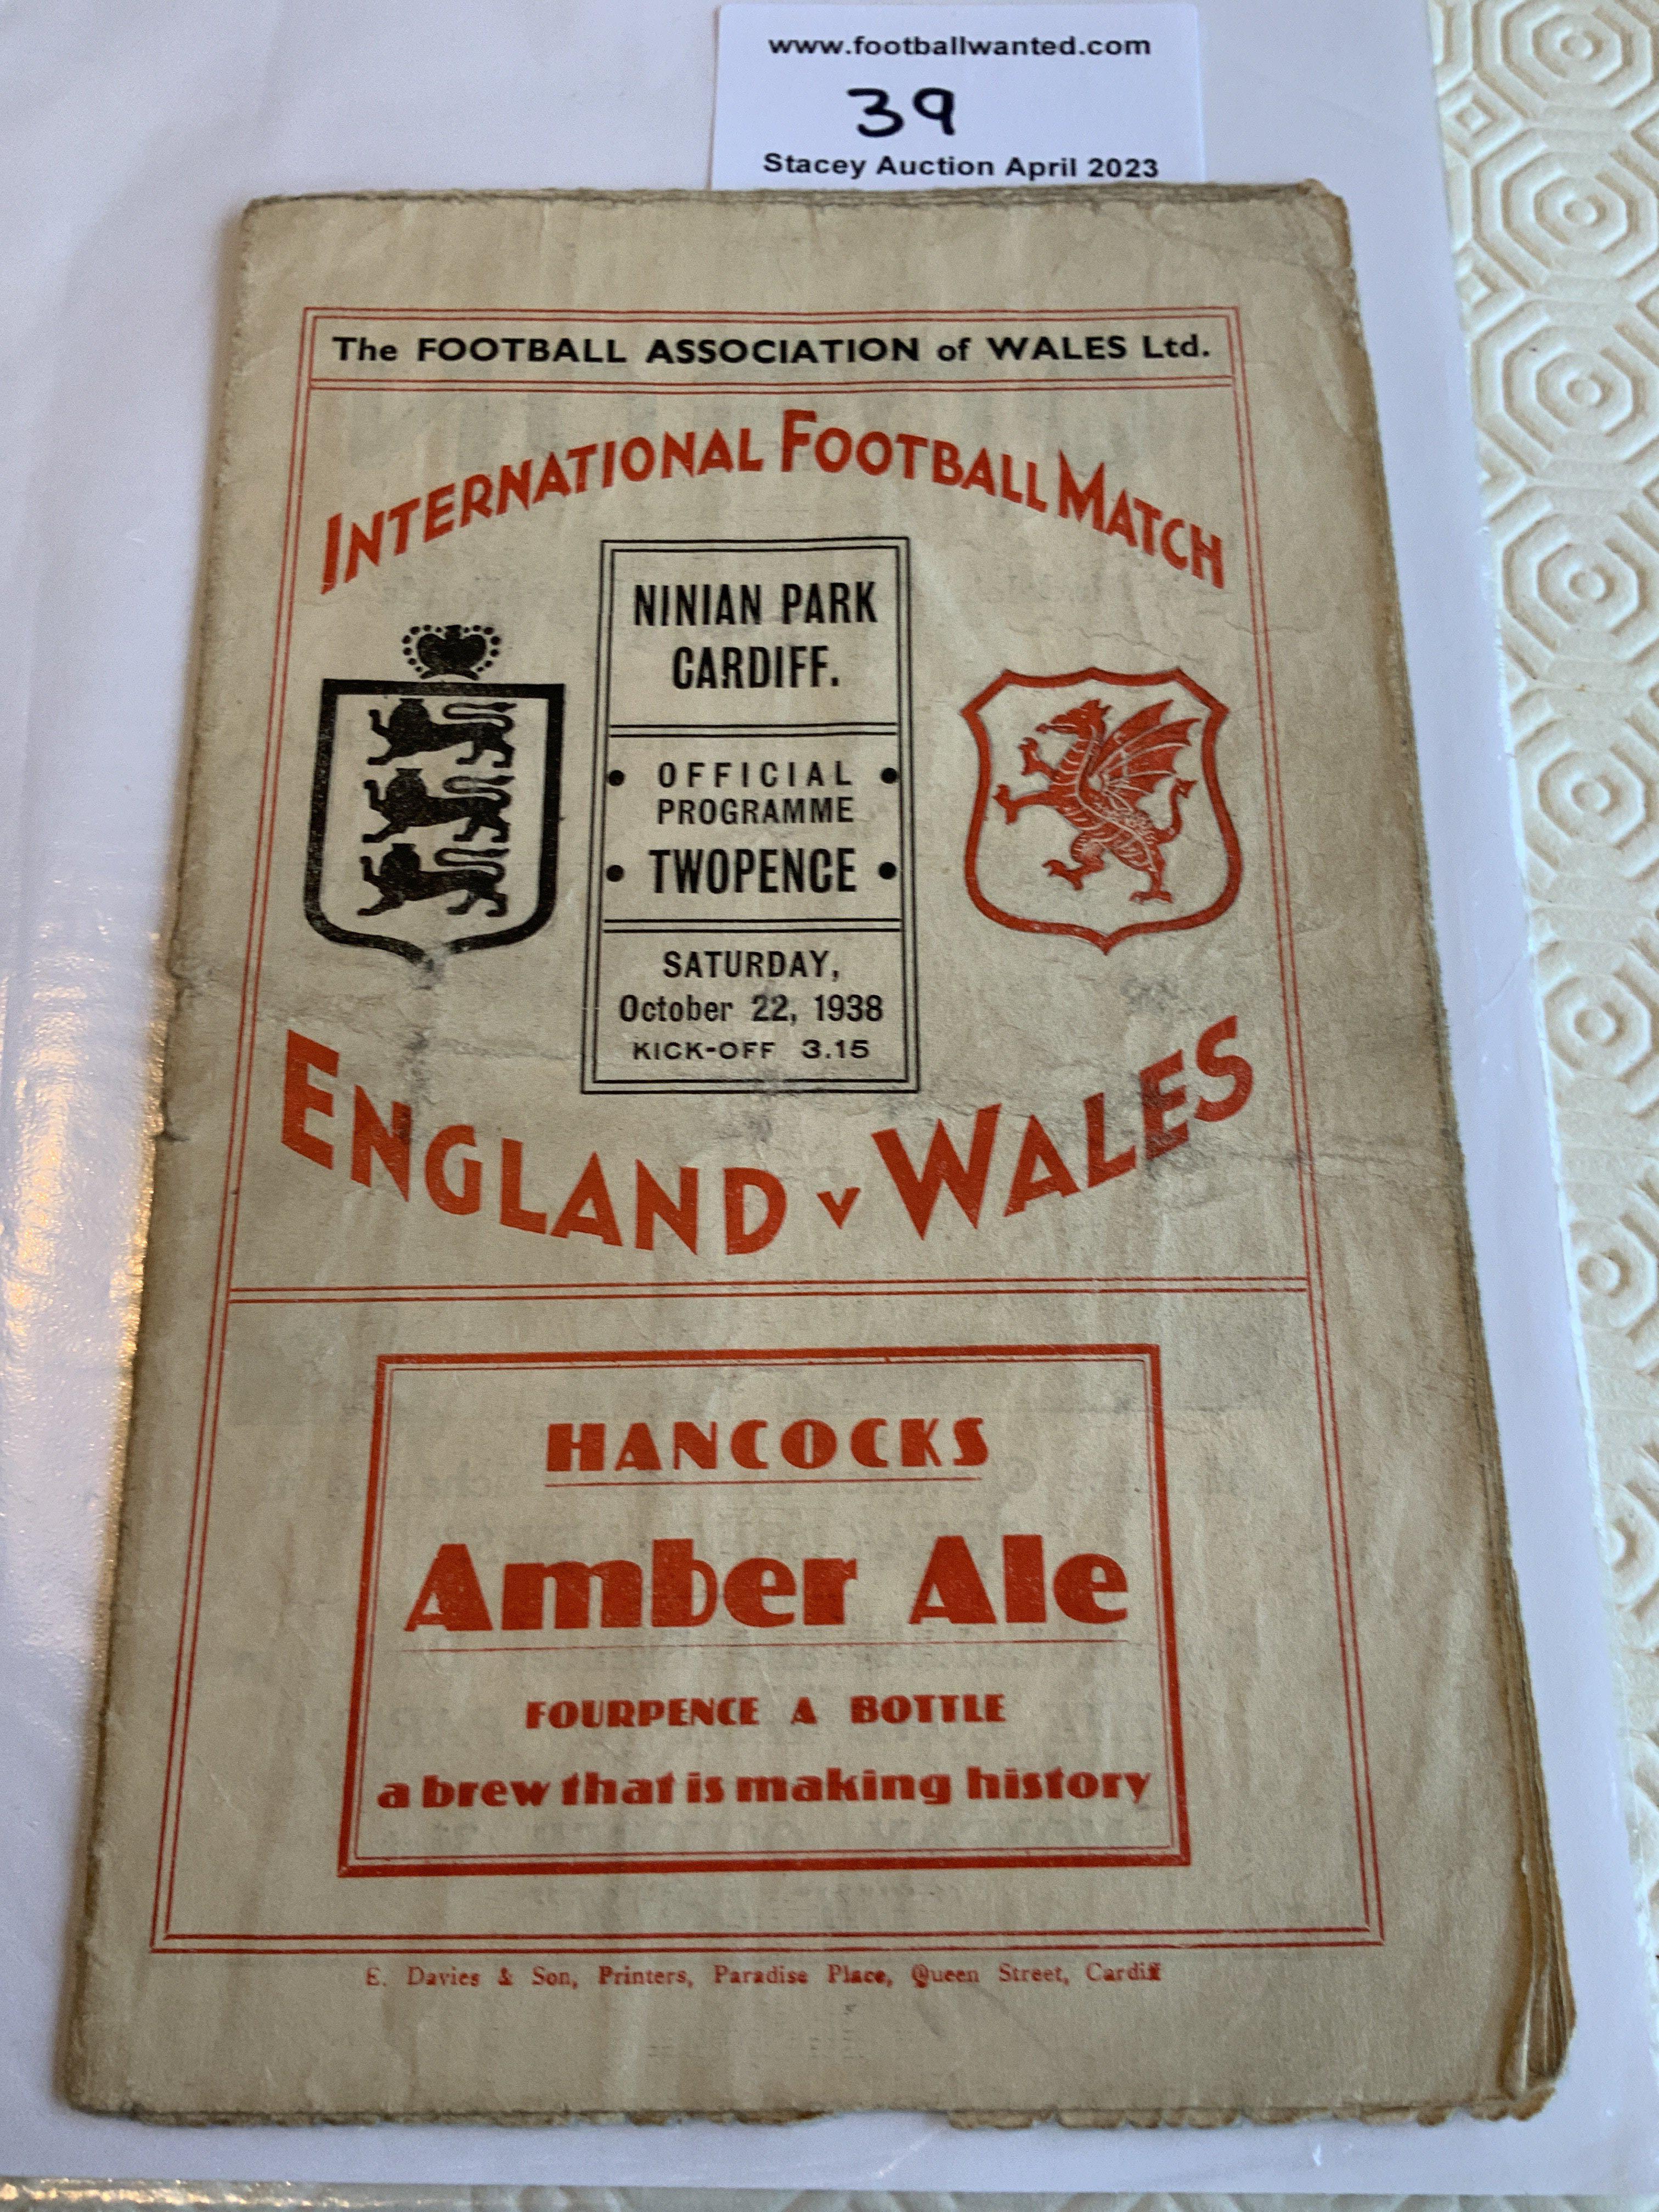 www.footballwanted.com
39
Stacey Auction April 2023
The FOOTBALL ASSOCIATION of WALES Ltd.
INTERNATIONAL FOOTBALL MATCH
NINIAN PARK
CARDIFF.
• OFFICIAL •
PROGRAMME
• TWOPENCE •
SATURDAY,
October 22, 1938
KICK-OFF 3.15
ENGLAND v WALES
HANCOCKS
Amber Ale
FOURPENCE A BOTTLE
a brew that is making history
E. Davies & Son, Printers, Paradise Place, Queen Street, Cardiff